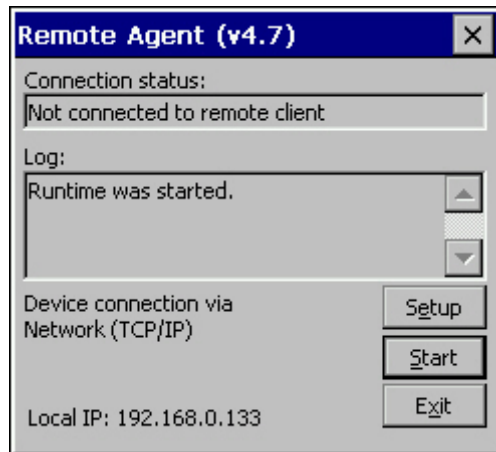 Remote Agent (v4.7)
Connection status:
Not connected to remote client
Log:
Runtime was started.
Device connection via
Network (TCP/IP)
Setup
Start
Exit
Local IP: 192.168.0.133